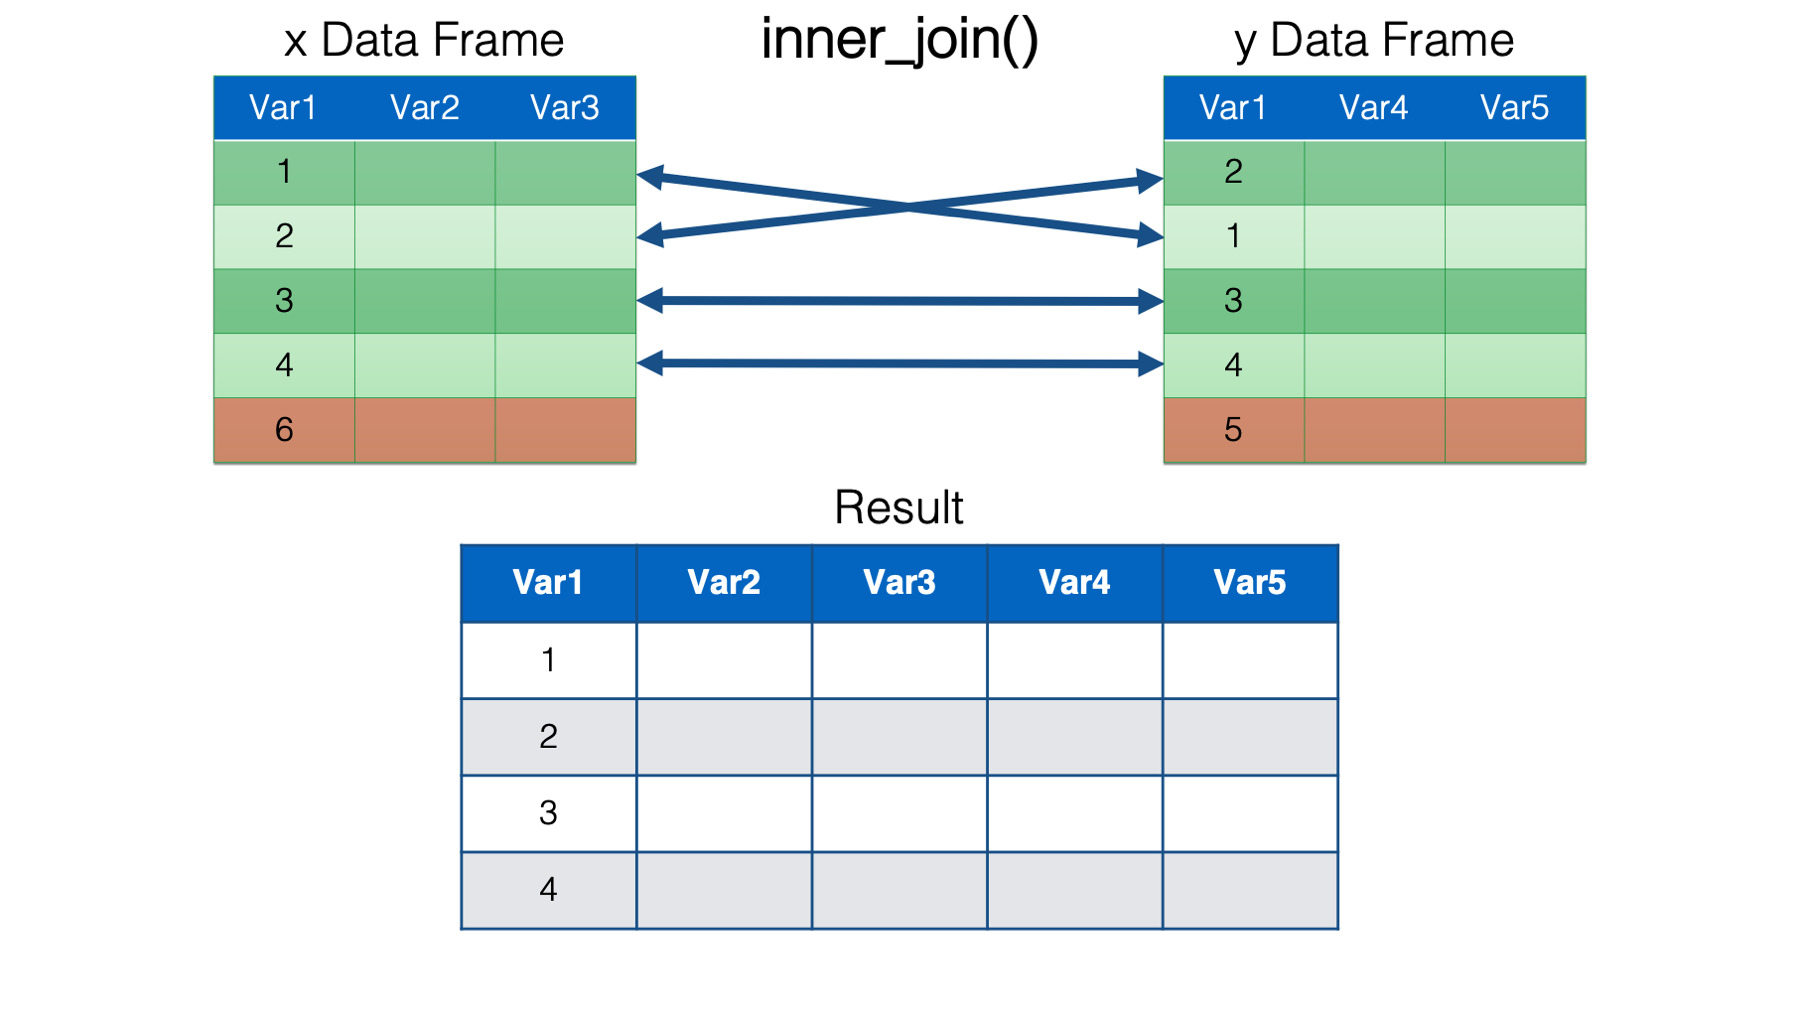 x Data Frame
inner_join()
y Data Frame
Var1 Var2 Var3
1
2
3
4
6
Var1 Var4 Var5
2
1
3
4
5
Result
Var1 Var2 Var3 Var4 Var5
1
2
3
4